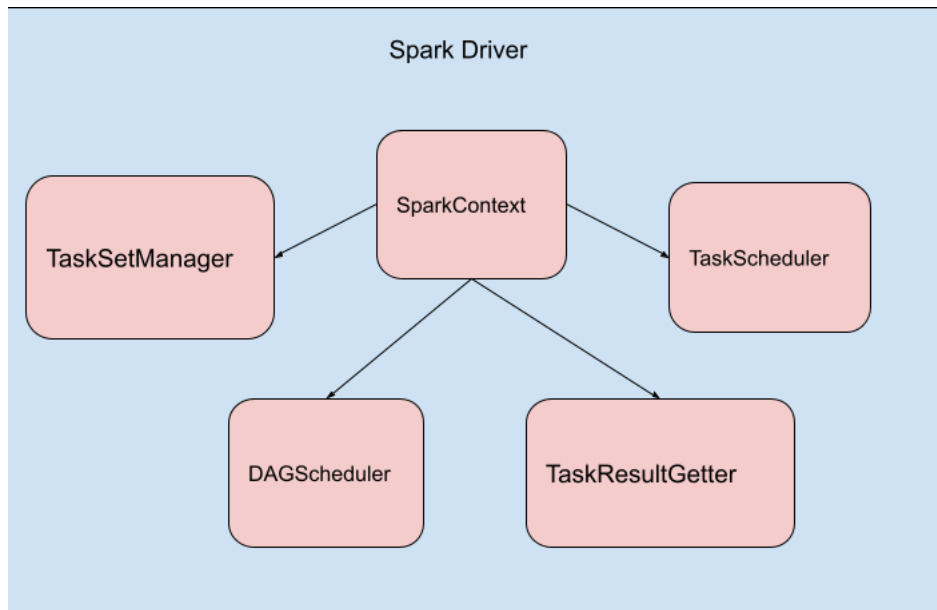 Spark Driver
SparkContext
TaskSetManager
TaskScheduler
DAGScheduler
TaskResultGetter